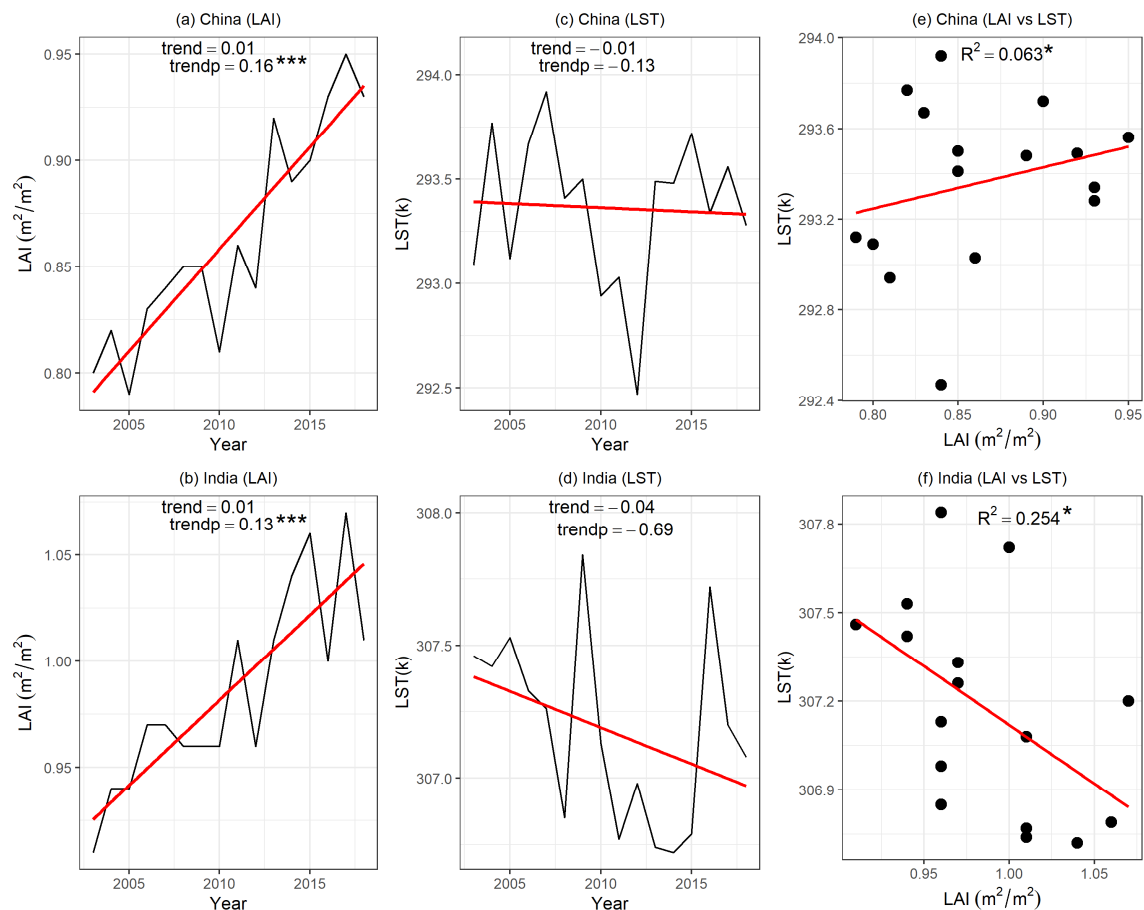 (a) China (LAI)
trend = 0.01
trendp = 0.16 ***
0.95
0.90
0.85
0.80
LAI (m²/m²)
2005 2010 2015
Year
(c) China (LST)
trend = −0.01
trendp = −0.13
294.0
293.5
293.0
292.5
LST(k)
2005 2010 2015
Year
(e) China (LAI vs LST)
R² = 0.063*
294.0
293.6
293.2
292.8
292.4
LST(k)
0.80 0.85 0.90 0.95
LAI (m²/m²)
(b) India (LAI)
trend = 0.01
trendp = 0.13 ***
1.05
1.00
0.95
LAI (m²/m²)
2005 2010 2015
Year
(d) India (LST)
trend = −0.04
trendp = −0.69
308.0
307.5
307.0
LST(k)
2005 2010 2015
Year
(f) India (LAI vs LST)
R² = 0.254 *
307.8
307.5
307.2
306.9
LST(k)
0.95 1.00 1.05
LAI (m²/m²)